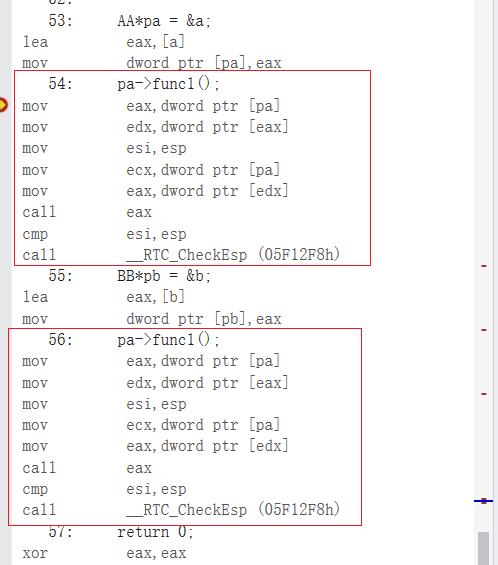 53: AA*pa = &a;
lea eax,[a]
mov dword ptr [pa],eax
54: pa->func1();
mov eax,dword ptr [pa]
mov edx,dword ptr [eax]
mov esi,esp
mov ecx,dword ptr [pa]
mov eax,dword ptr [edx]
call eax
cmp esi,esp
call __RTC_CheckEsp (05F12F8h)
55: BB*pb = &b;
lea eax,[b]
mov dword ptr [pb],eax
56: pa->func1();
mov eax,dword ptr [pa]
mov edx,dword ptr [eax]
mov esi,esp
mov ecx,dword ptr [pa]
mov eax,dword ptr [edx]
call eax
cmp esi,esp
call __RTC_CheckEsp (05F12F8h)
57: return 0;
xor eax,eax